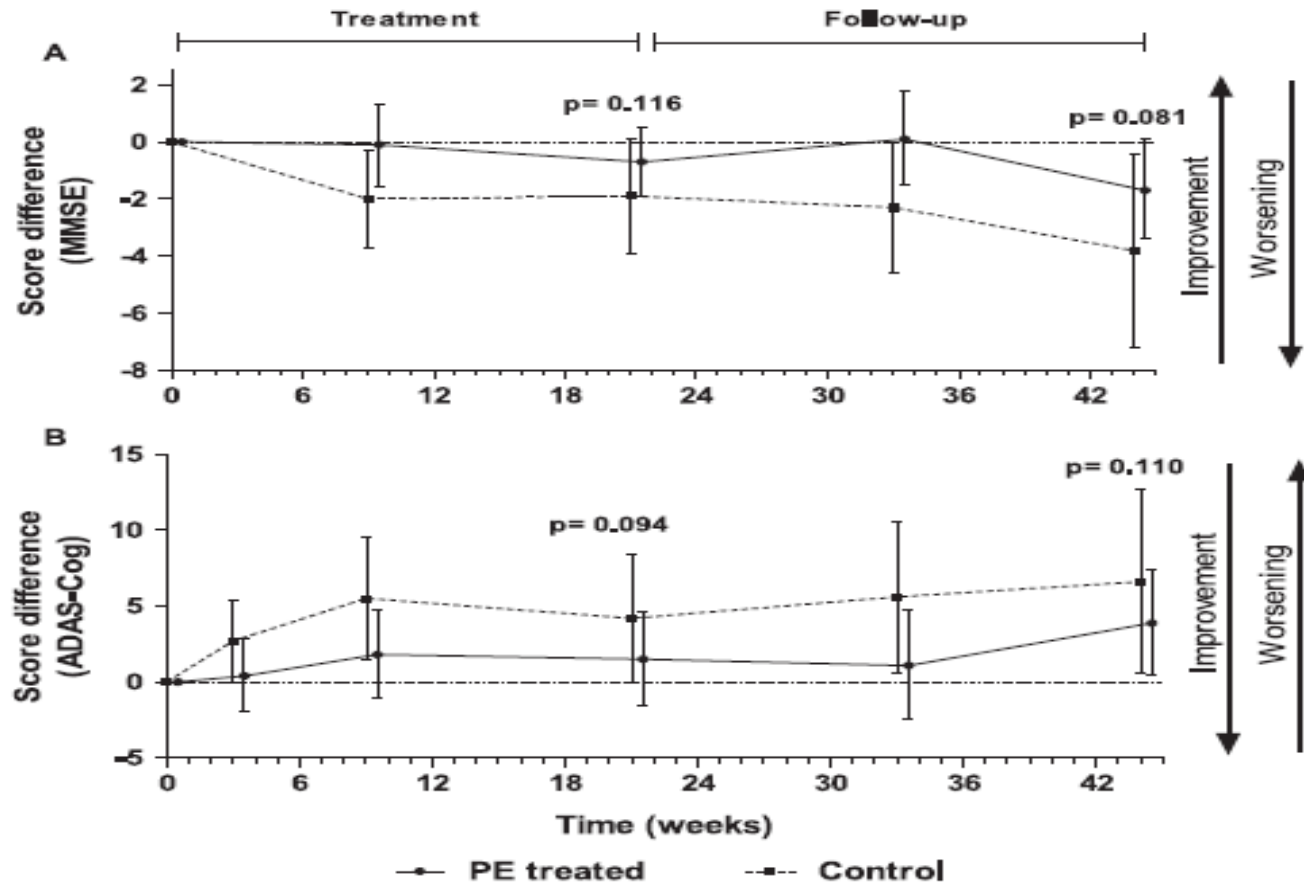 Treatment
Follow-up
A
Score difference
(MMSE)
2
0
-2
-4
-6
-8
p= 0.116
p= 0.081
0 6 12 18 24 30 36 42
Improvement
Worsening
B
Score difference
(ADAS-Cog)
15
10
5
0
-5
p= 0.094
p= 0.110
0 6 12 18 24 30 36 42
Improvement
Worsening
Time (weeks)
PE treated
Control